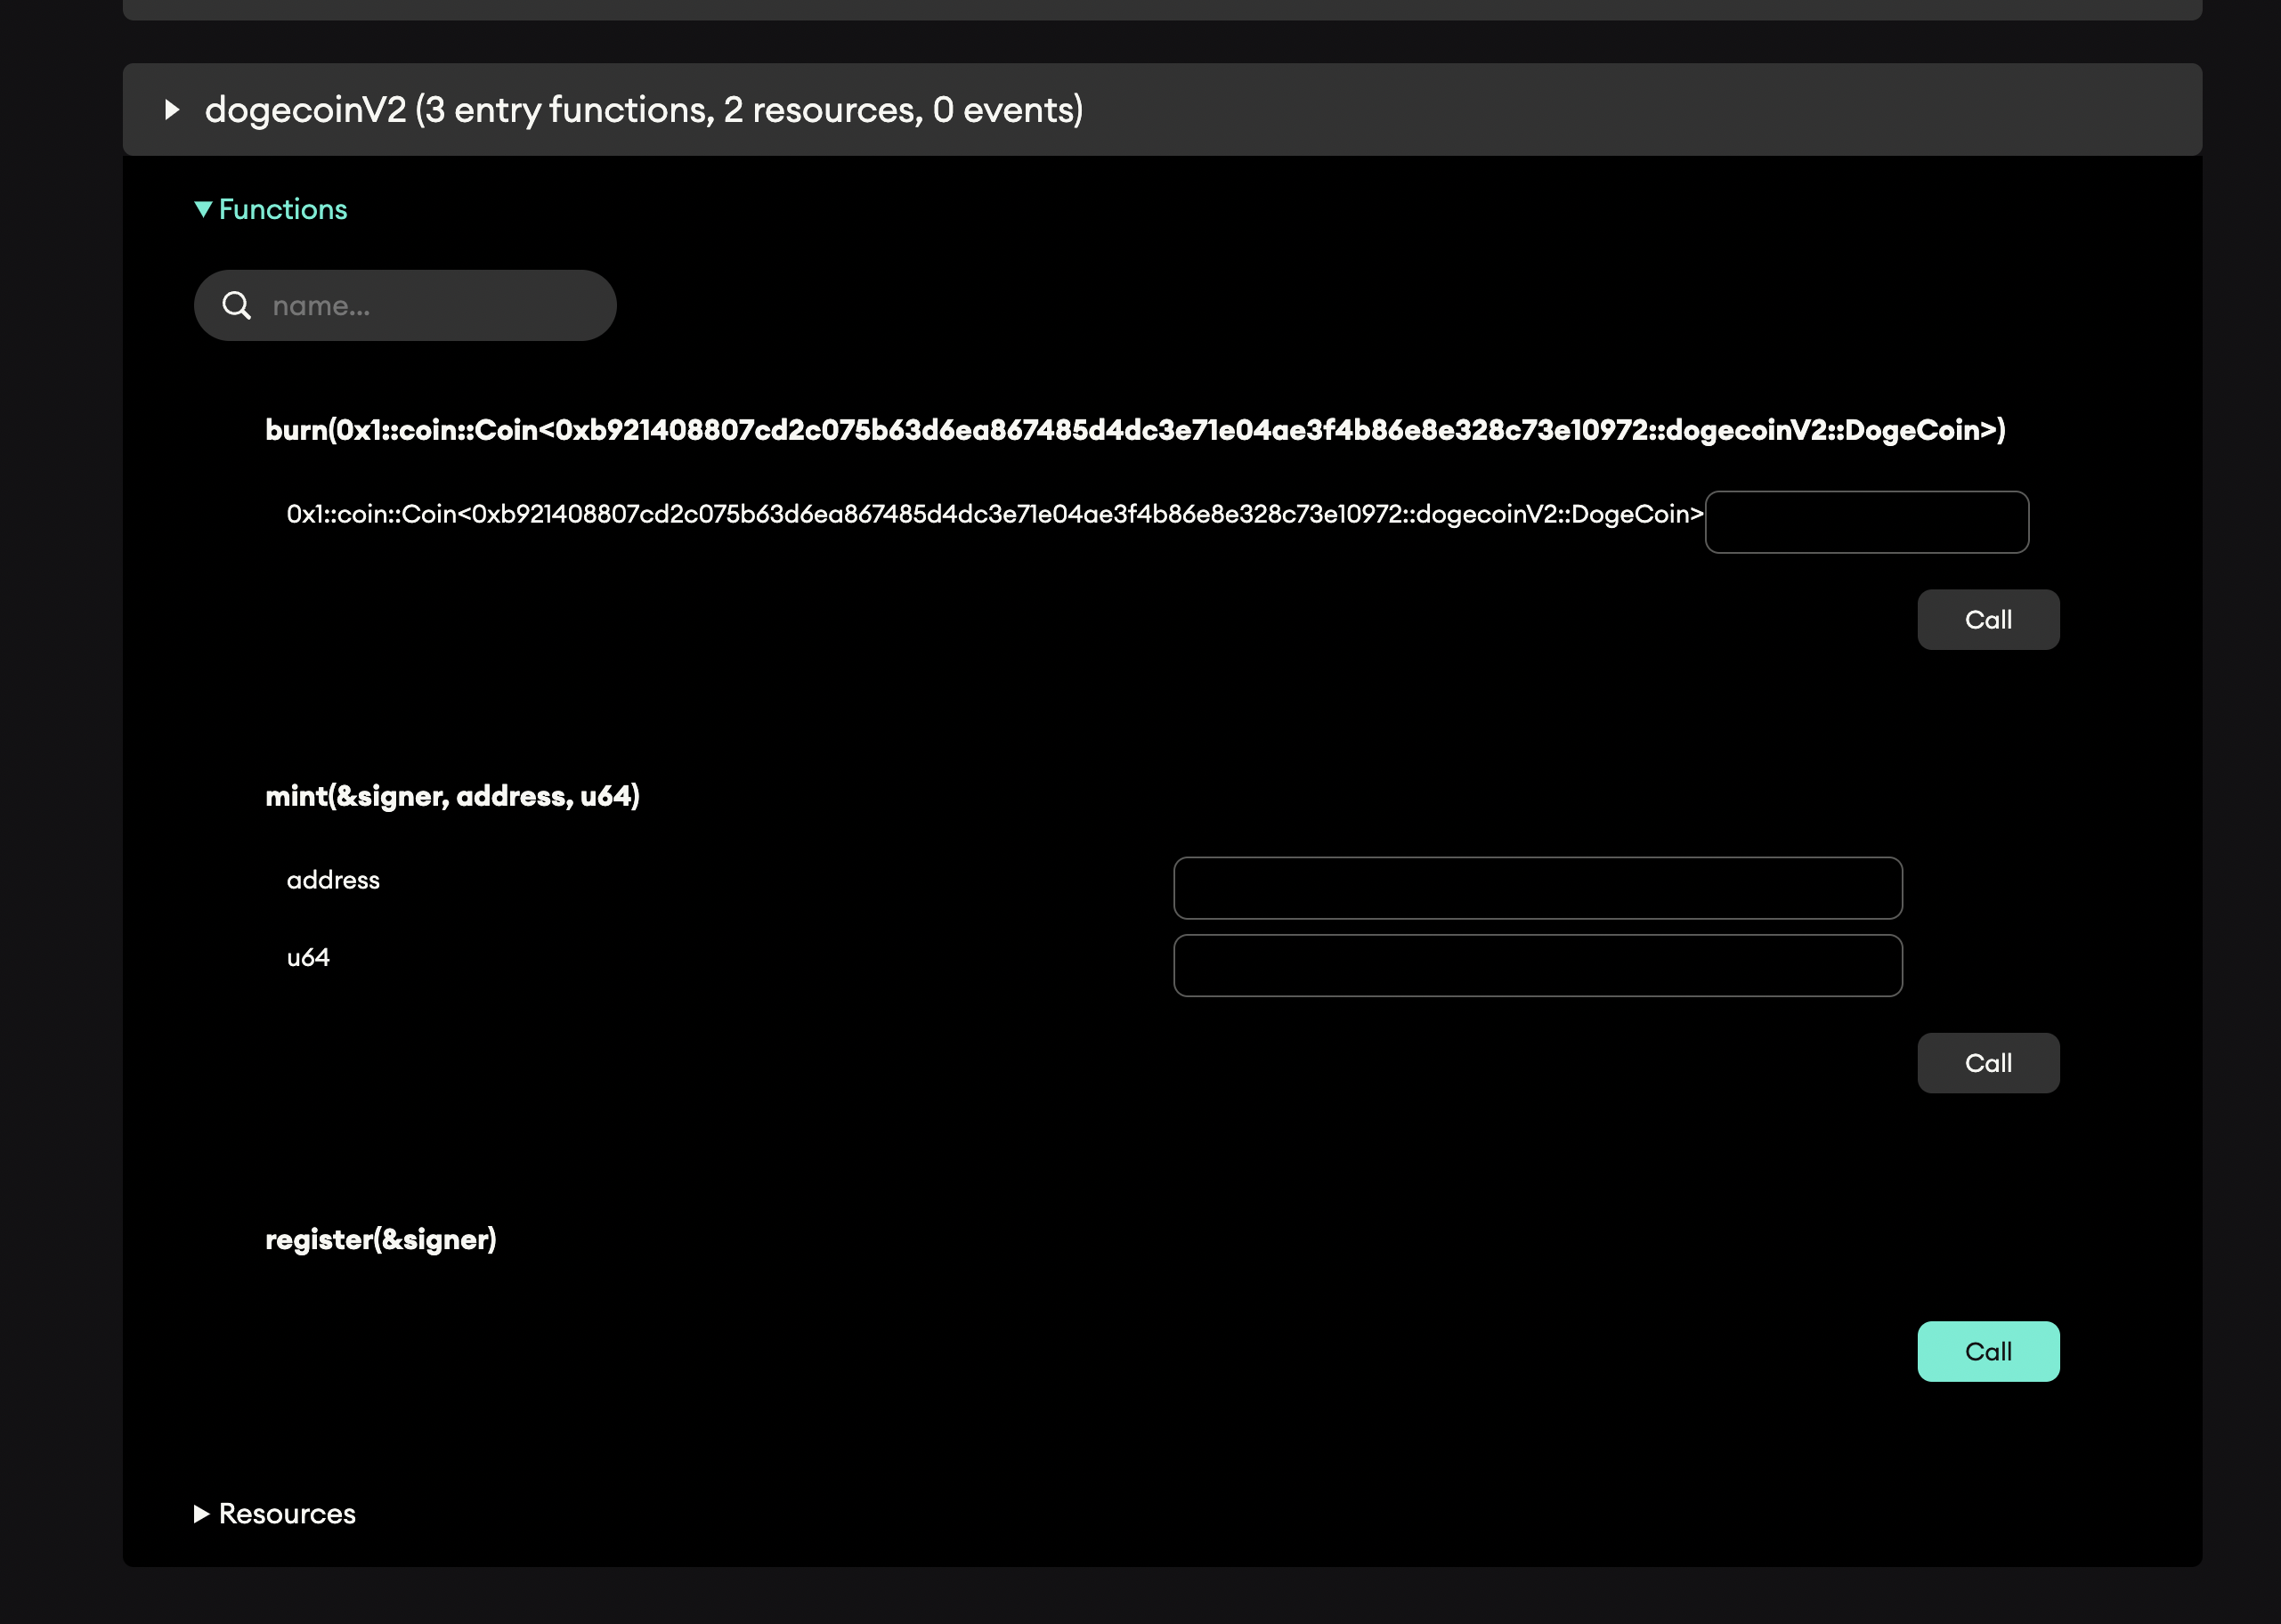 dogecoinV2 (3 entry functions, 2 resources, 0 events)
Functions
name...
burn(0x1::coin::Coin<0xb921408807cd2c075b63d6ea867485d4dc3e71e04ae3f4b86e8e328c73e10972::dogecoinV2::DogeCoin>)
0x1::coin::Coin<0xb921408807cd2c075b63d6ea867485d4dc3e71e04ae3f4b86e8e328c73e10972::dogecoinV2::DogeCoin>
Call
mint(&signer, address, u64)
address
u64
Call
register(&signer)
Call
Resources